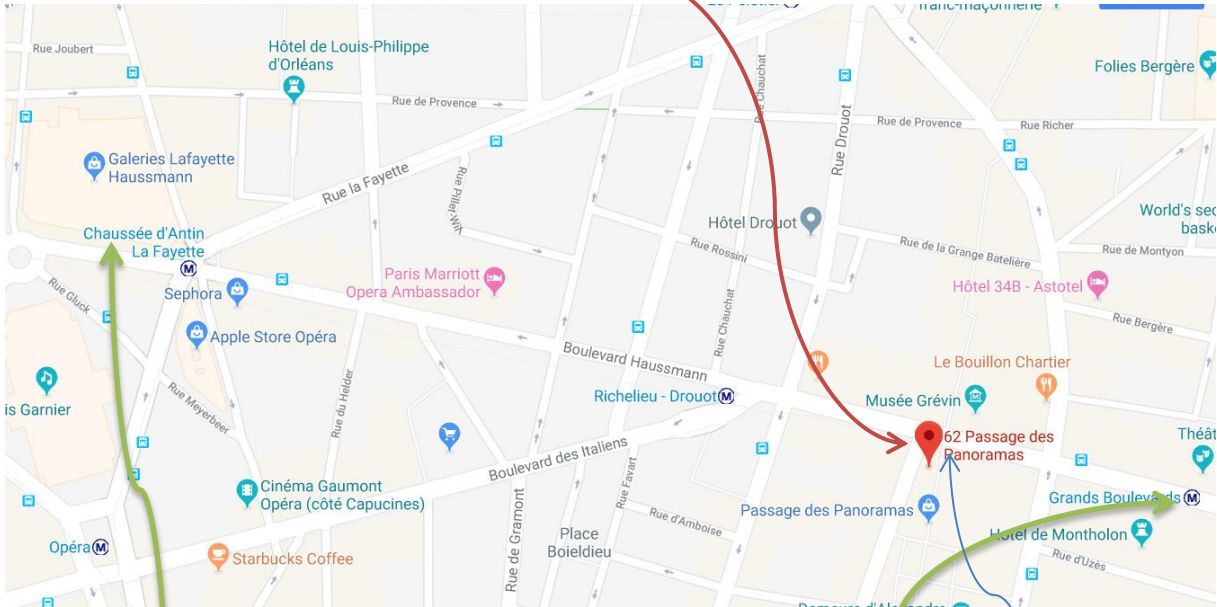 Le Peletier
franc-maçonnerie
Rue Joubert
Hôtel de Louis-Philippe
d'Orléans
Folies Bergère
Rue Chauchat
Rue de Provence
Rue Drouot
Rue de Provence
Rue Richer
Galeries Lafayette
Haussmann
Rue la Fayette
Rue Pillet-Will
World's sec
bask
Hôtel Drouot
Chaussée d'Antin
La Fayette
Rue Rossini
Rue de la Grange Batelière
Rue de Montyon
Paris Marriott
Opera Ambassador
Sephora
Rue Gluck
Hôtel 34B - Astotel
Rue Chauchat
Rue Bergère
Apple Store Opéra
Boulevard Haussmann
Le Bouillon Chartier
is Garnier
Rue Meyerbeer
Rue du Helder
Richelieu - Drouot
Musée Grévin
62 Passage des
Panoramas
Théât
Boulevard des Italiens
Rue Favart
Cinéma Gaumont
Opéra (côté Capucines)
Rue de Gramont
Grands Boulevards
Passage des Panoramas
Rue d'Amboise
Place
Boieldieu
Hôtel de Montholon
Opéra
Starbucks Coffee
Rue d'Uzès